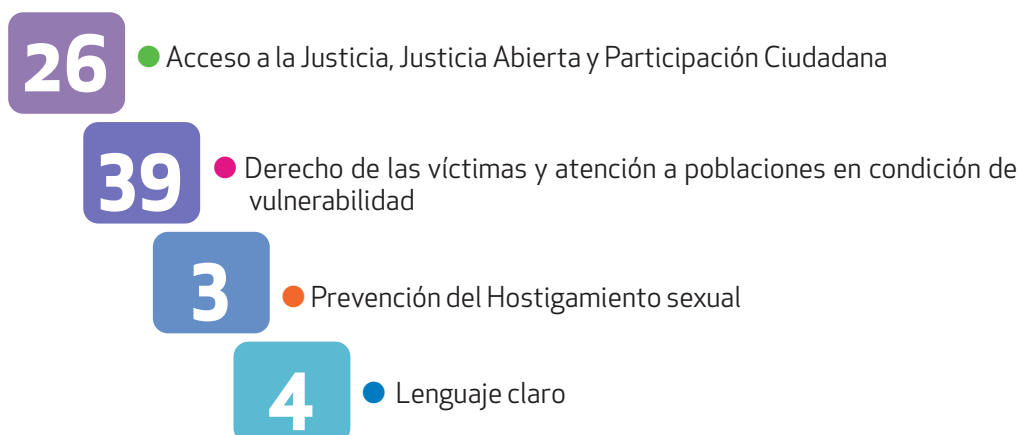 26
Acceso a la Justicia, Justicia Abierta y Participación Ciudadana
39
Derecho de las víctimas y atención a poblaciones en condición de
vulnerabilidad
3
Prevención del Hostigamiento sexual
4
Lenguaje claro